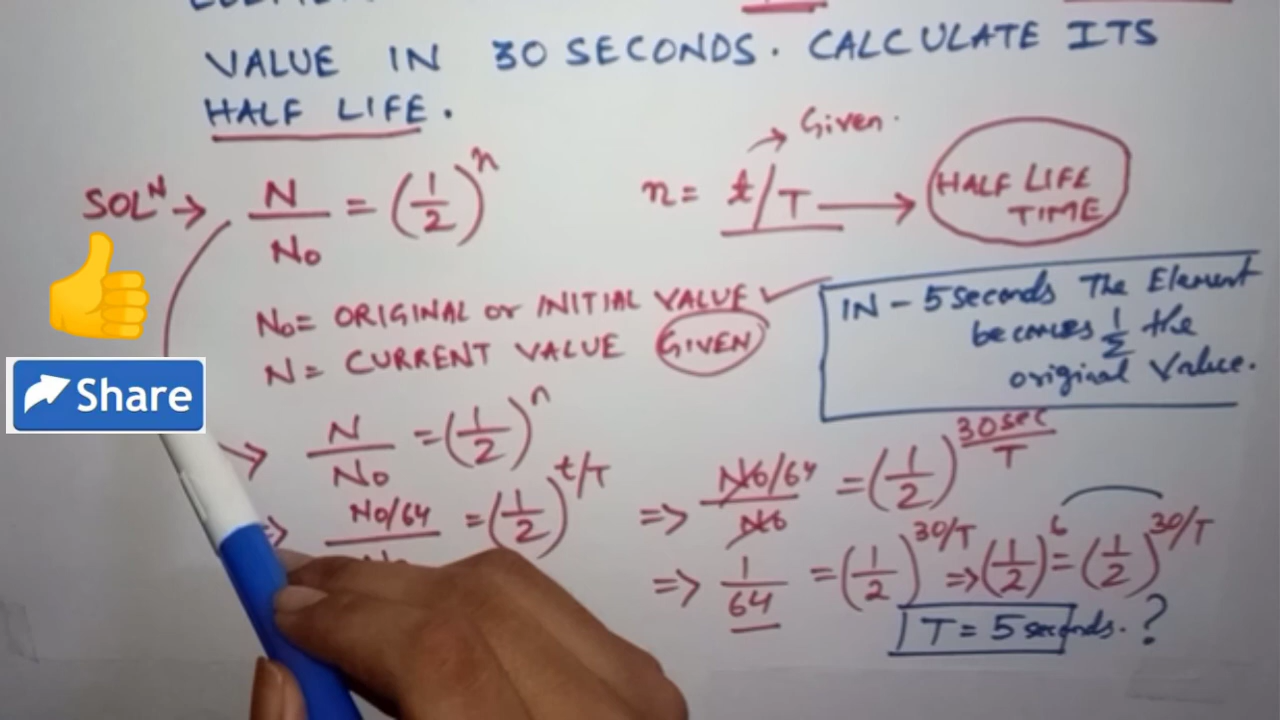 VALUE IN 30 SECONDS. CALCULATE ITS
HALF LIFE.
SOLN → N/N₀ = (1/2)ⁿ
n = t/T → HALF LIFE TIME
→ Given.
N₀ = ORIGINAL or INITIAL VALUE ✓
N = CURRENT VALUE GIVEN
IN - 5 seconds The Element
becomes 1/2 the
original Value.
→ N/N₀ = (1/2)ⁿ
⇒ N₀/64 = (1/2)^t/T
⇒ N₀/64 / N₀ = (1/2)^30 sec/T
⇒ 1/64 = (1/2)^30/T ⇒ (1/2)^6 = (1/2)^30/T
T = 5 seconds. ?
Share